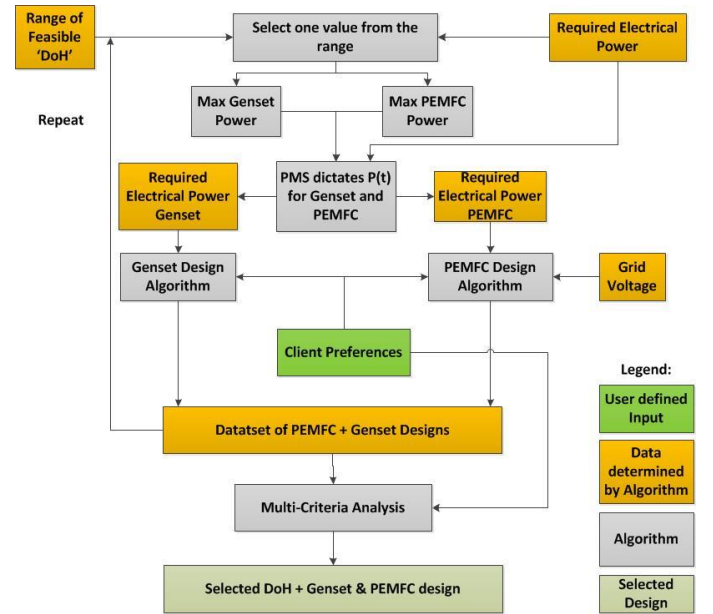 Range of
Feasible
'DoH'
Select one value from the
range
Required Electrical
Power
Repeat
Max Genset
Power
Max PEMFC
Power
Required
Electrical Power
Genset
PMS dictates P(t)
for Genset and
PEMFC
Required
Electrical Power
PEMFC
Genset Design
Algorithm
PEMFC Design
Algorithm
Grid
Voltage
Client Preferences
Datatset of PEMFC + Genset Designs
Multi-Criteria Analysis
Selected DoH + Genset & PEMFC design
Legend:
User defined
Input
Data
determined
by Algorithm
Algorithm
Selected
Design